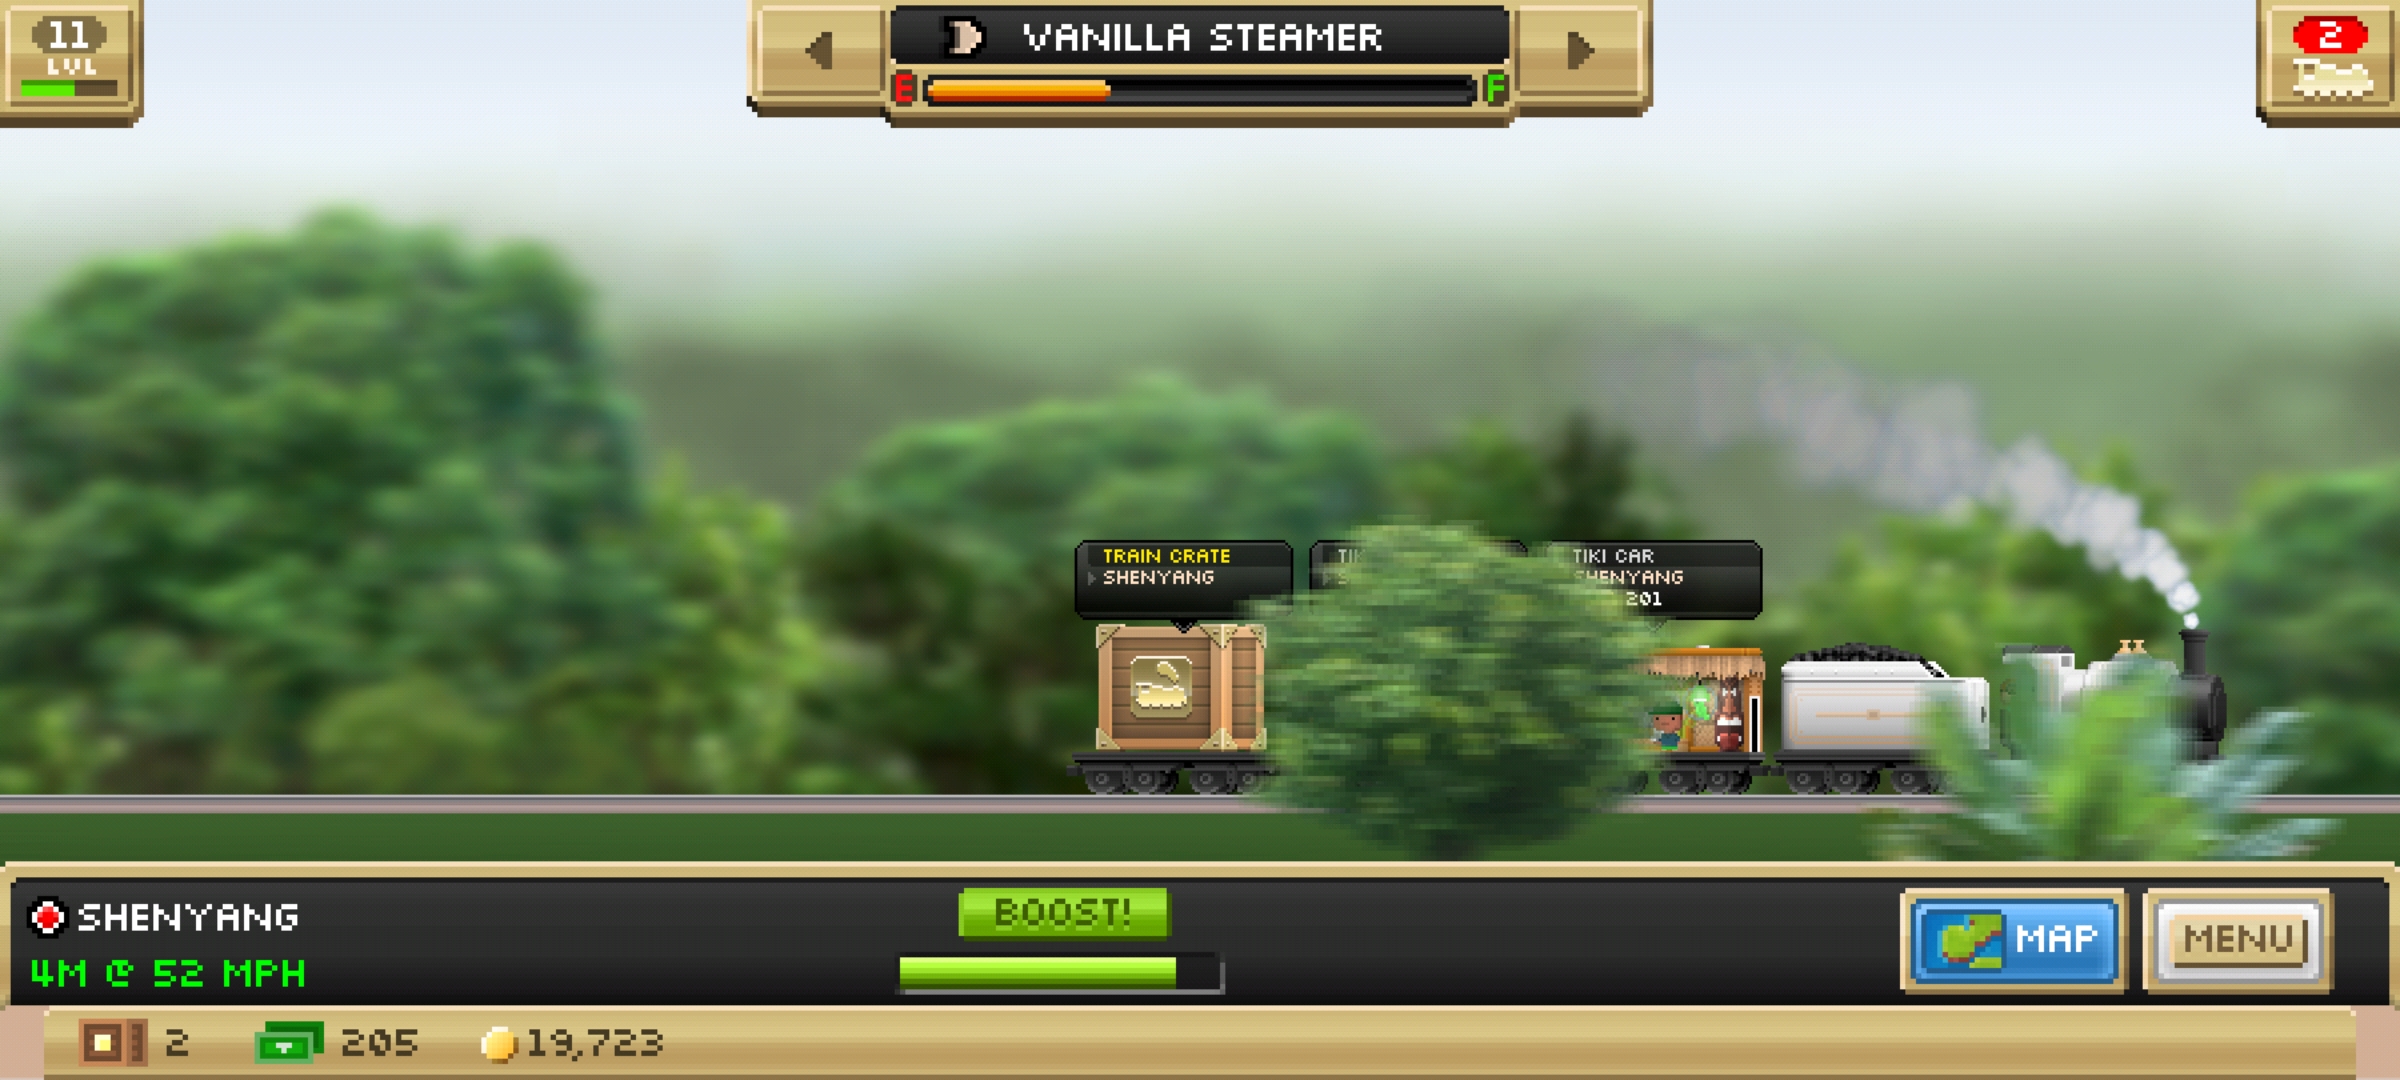 11
LVL
VANILLA STEAMER
E F
2
TRAIN CRATE
SHENYANG
TIKI CAR
SHENYANG
201
SHENYANG
4M @ 52 MPH
BOOST!
MAP
MENU
2
205
19,723